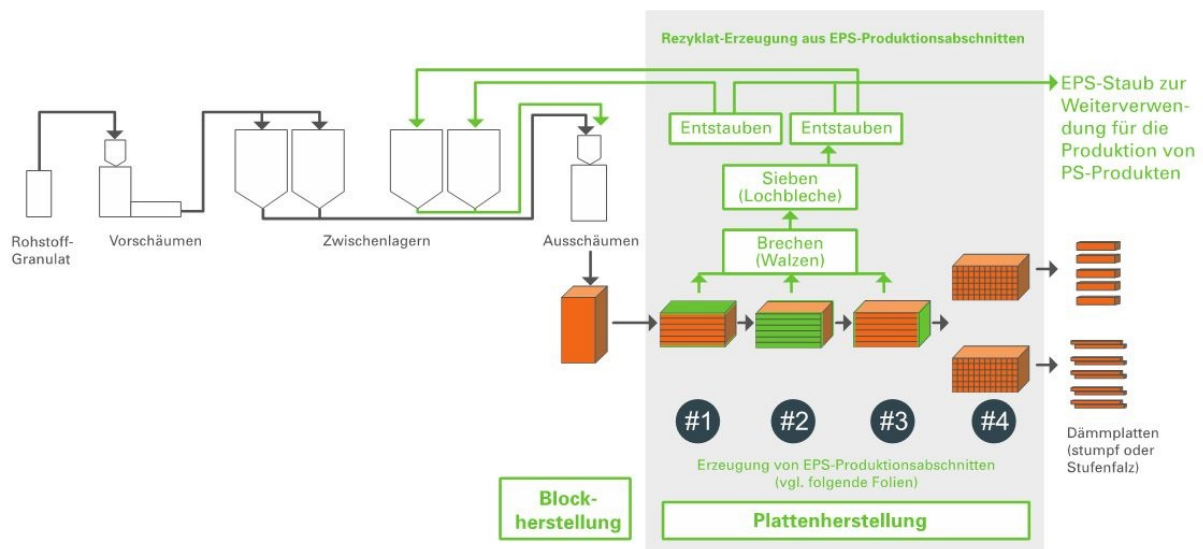 Rezyklat-Erzeugung aus EPS-Produktionsabschnitten
EPS-Staub zur
Weiterverwen-
dung für die
Produktion von
PS-Produkten
Entstauben
Entstauben
Sieben
(Lochbleche)
Brechen
(Walzen)
Rohstoff-
Granulat
Vorschäumen
Zwischenlagern
Ausschäumen
#1
#2
#3
#4
Dämmplatten
(stumpf oder
Stufenfalz)
Erzeugung von EPS-Produktionsabschnitten
(vgl. folgende Folien)
Block-
herstellung
Plattenherstellung